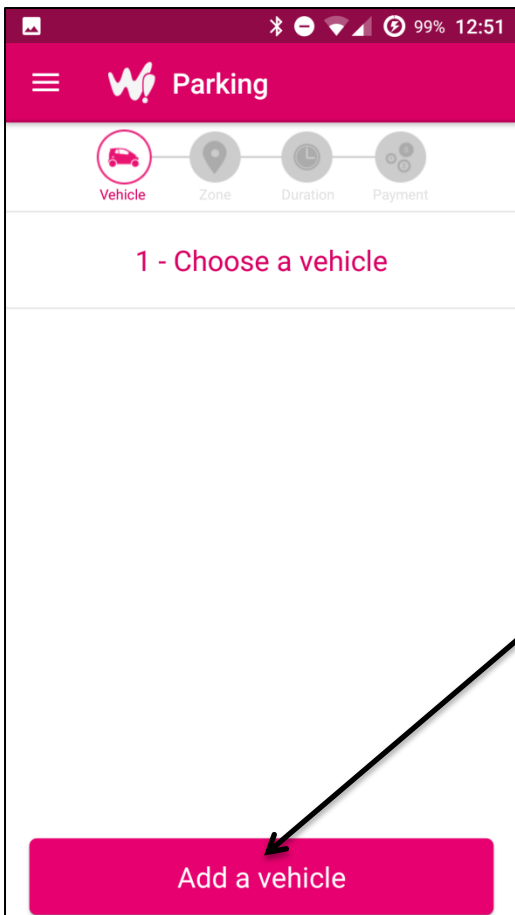 99% 12:51
W! Parking
Vehicle Zone Duration Payment
1 - Choose a vehicle
Add a vehicle